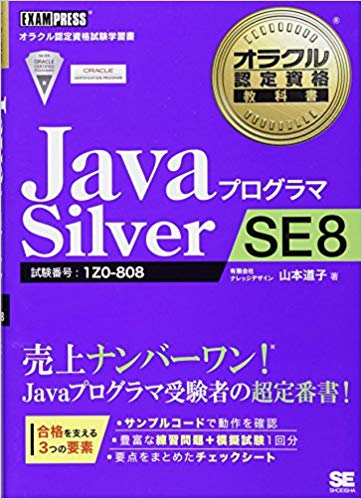 EXAMPRESS®
オラクル認定資格試験学習書
ORACLE
CERTIFICATION PROGRAM
オラクル
認定資格
教科書
Javaプログラマ
Silver SE8
試験番号：1Z0-808
有限会社
ナレッジデザイン 山本道子 著
売上ナンバーワン！
Javaプログラマ受験者の超定番書！
合格を支える
3つの要素
・サンプルコードで動作を確認
・豊富な練習問題＋模擬試験1回分
・要点をまとめたチェックシート
SE
SHOEISHA